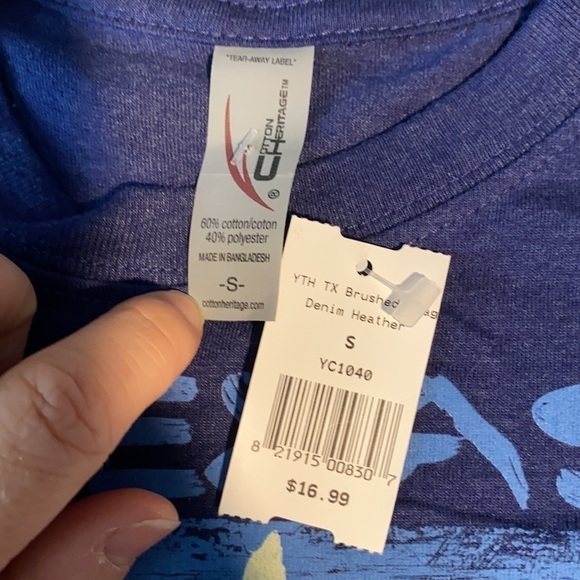 "TEAR-AWAY LABEL"
COTTON
HERITAGE™
®
60% cotton/coton
40% polyester
MADE IN BANGLADESH
-S-
cottonheritage.com
YTH TX Brushed
Denim Heather
S
YC1040
8 21915 00830 7
$16.99